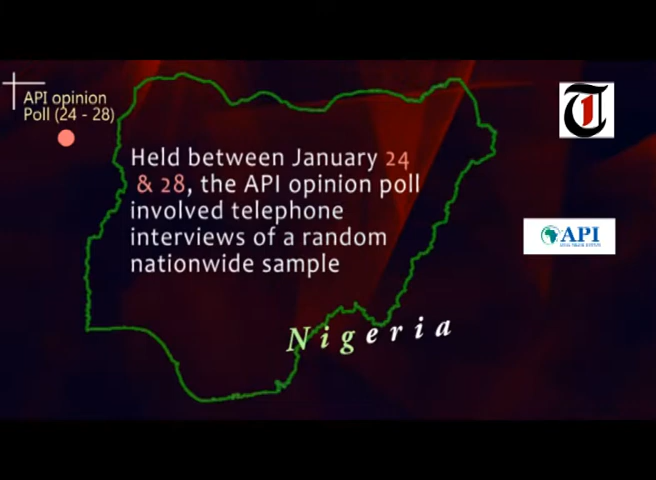 API opinion
Poll (24 - 28)
Held between January 24
& 28, the API opinion poll
involved telephone
interviews of a random
nationwide sample
Nigeria
T
API